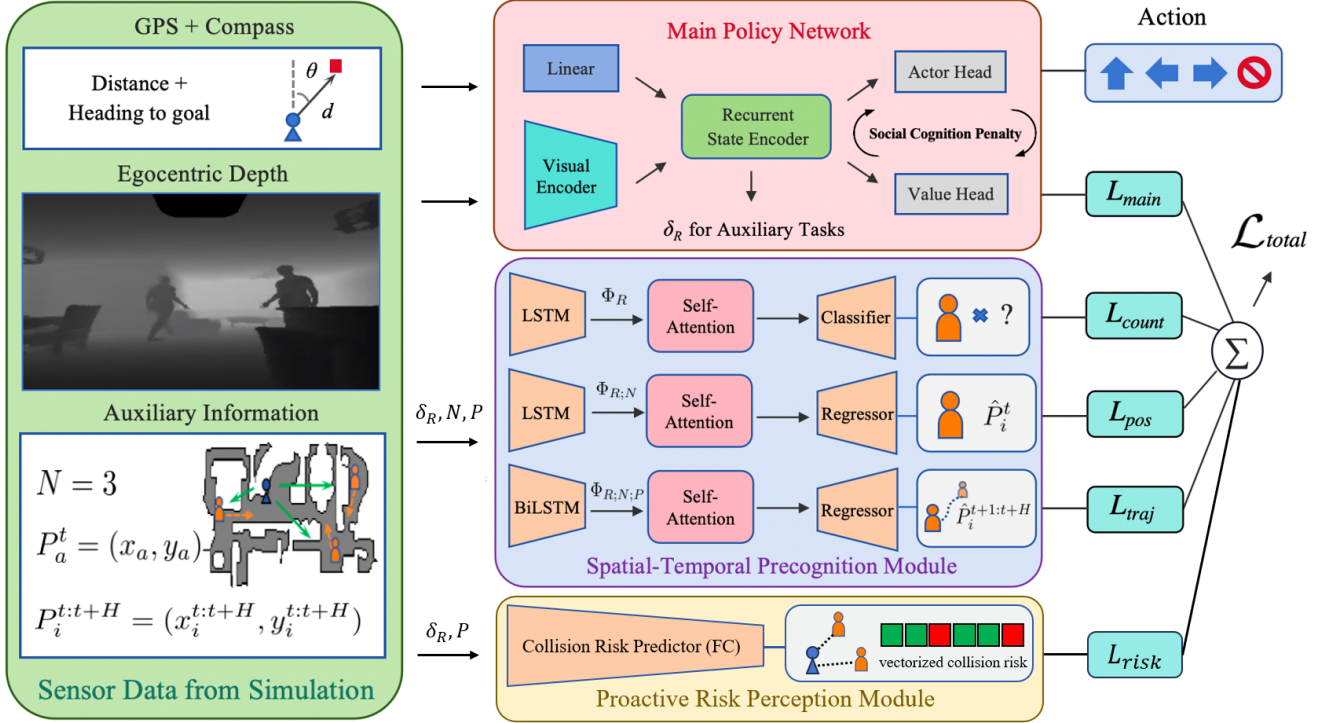 GPS + Compass
Distance +
Heading to goal
θ
d
Egocentric Depth
Auxiliary Information
N = 3
P_a^t = (x_a, y_a)
P_i^{t:t+H} = (x_i^{t:t+H}, y_i^{t:t+H})
Sensor Data from Simulation
δ_R, N, P
δ_R, P
Main Policy Network
Linear
Visual
Encoder
Recurrent
State Encoder
Actor Head
Social Cognition Penalty
Value Head
δ_R for Auxiliary Tasks
LSTM
Φ_R
Self-
Attention
Classifier
?
LSTM
Φ_{R;N}
Self-
Attention
Regressor
P̂_i^t
BiLSTM
Φ_{R;N;P}
Self-
Attention
Regressor
P̂_i^{t+1:t+H}
Spatial-Temporal Precognition Module
Collision Risk Predictor (FC)
vectorized collision risk
Proactive Risk Perception Module
Action
L_main
L_count
L_pos
L_traj
L_risk
Σ
ℒ_total